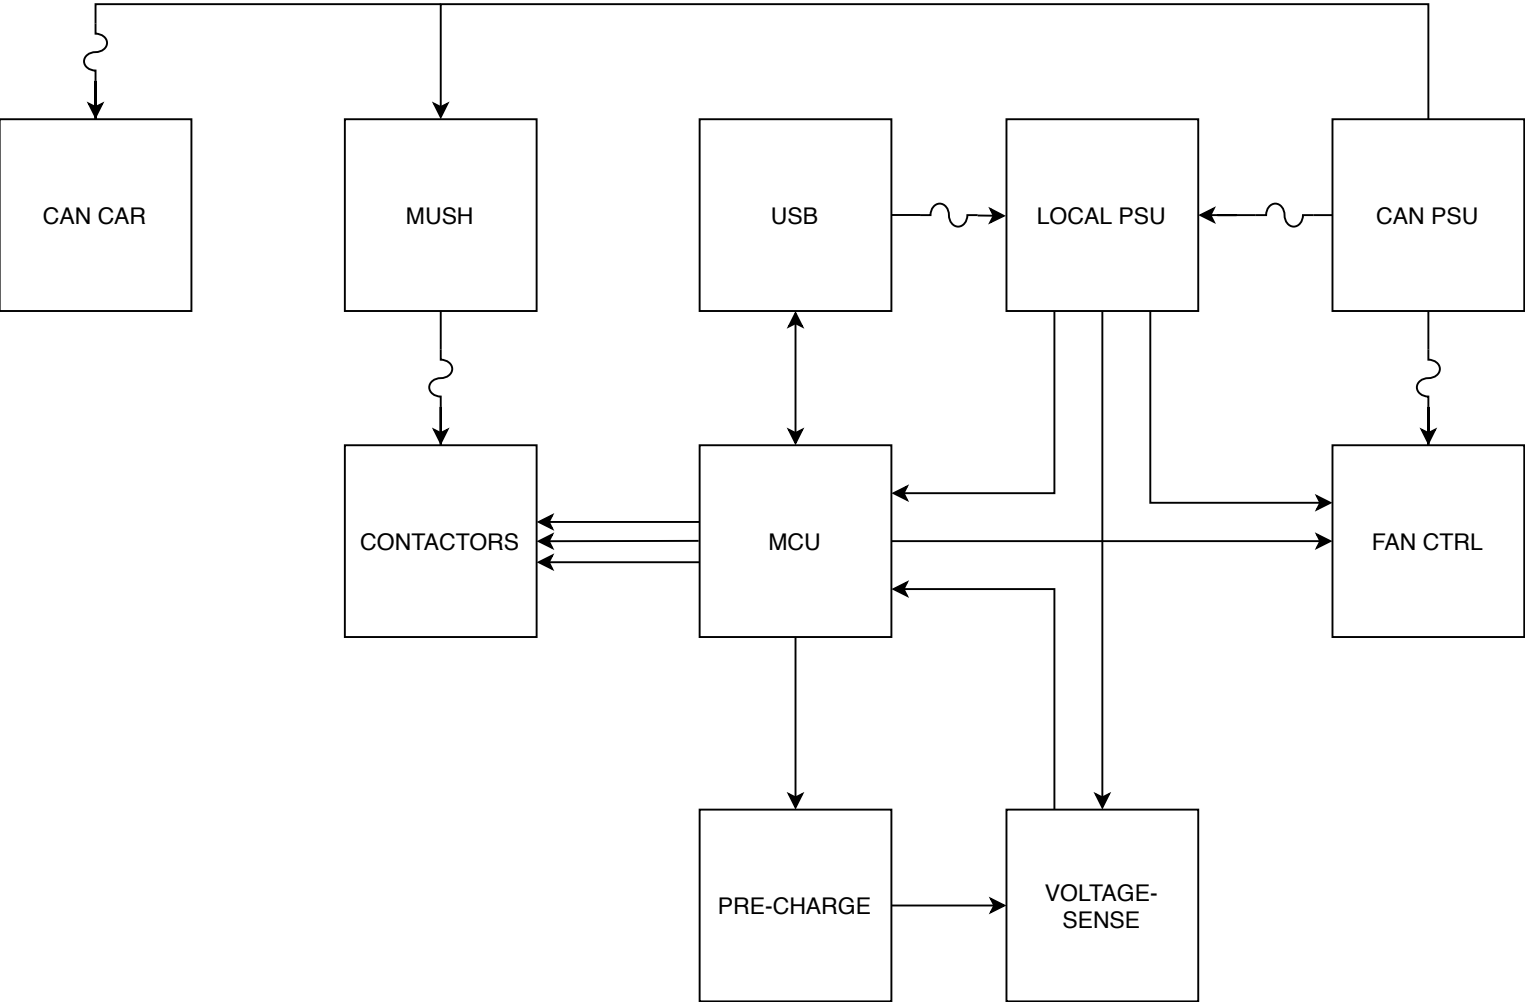 CAN CAR
MUSH
USB
LOCAL PSU
CAN PSU
CONTACTORS
MCU
FAN CTRL
PRE-CHARGE
VOLTAGE-
SENSE